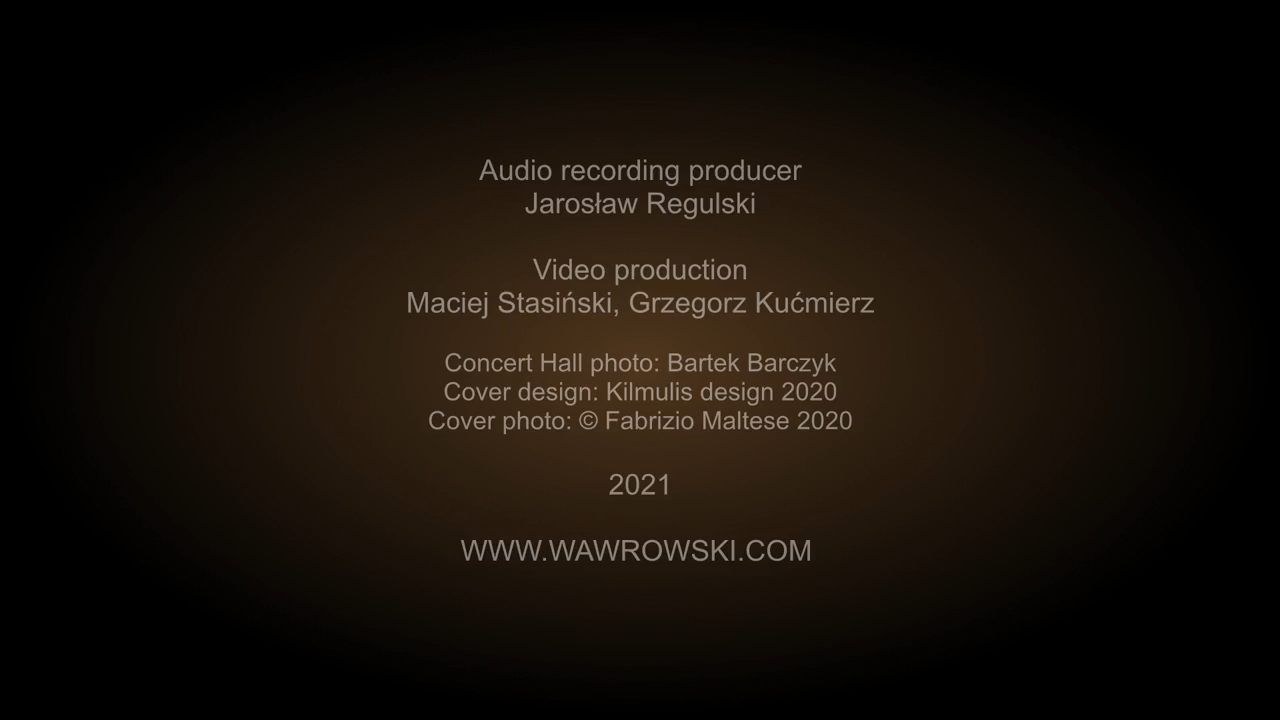 Audio recording producer
Jarosław Regulski
Video production
Maciej Stasiński, Grzegorz Kućmierz
Concert Hall photo: Bartek Barczyk
Cover design: Kilmulis design 2020
Cover photo: © Fabrizio Maltese 2020
2021
WWW.WAWROWSKI.COM